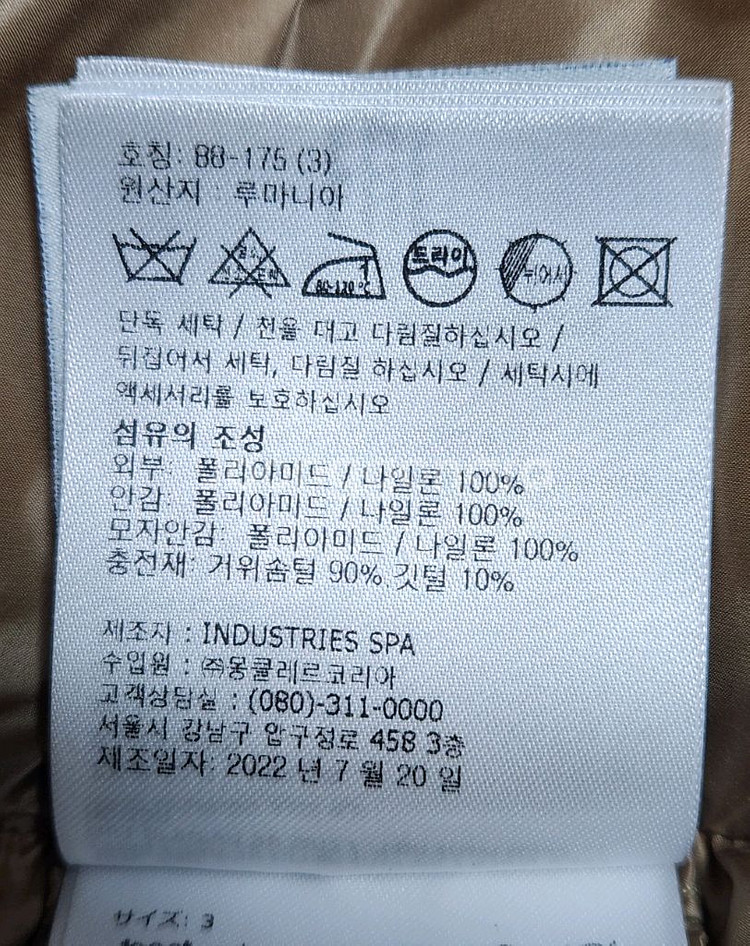 호칭: 88-175 (3)
원산지 : 루마니아
80-120℃ 드라이 뉘어서
단독 세탁 / 천을 대고 다림질하십시오 /
뒤집어서 세탁, 다림질 하십시오 / 세탁시에
액세서리를 보호하십시오
섬유의 조성
외부: 폴리아미드 / 나일론 100%
안감: 폴리아미드 / 나일론 100%
모자안감: 폴리아미드 / 나일론 100%
충전재: 거위솜털 90%.깃털 10%
제조자 : INDUSTRIES SPA
수입원 : ㈜몽클레르코리아
고객상담실 : (080)-311-0000
서울시 강남구 압구정로 458 3층
제조일자: 2022 년 7 월 20 일
サイズ: 3